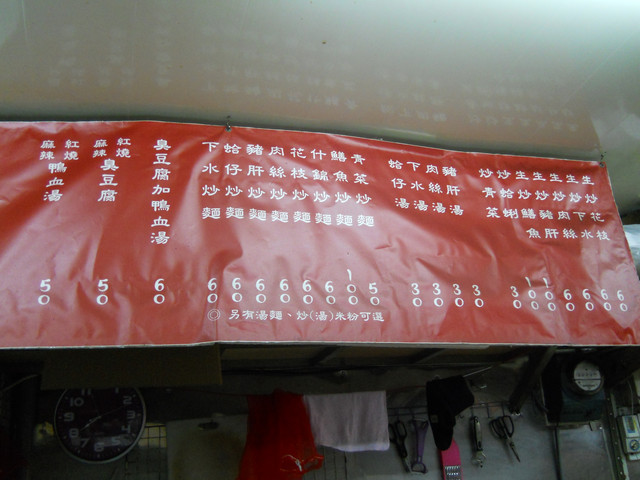 生炒花枝 60
生炒下水 60
生炒肉絲 60
生炒豬肝 60
生炒鱔魚 100
炒蛤蜊 100
炒青菜 30
豬肝湯 30
肉絲湯 30
下水湯 30
蛤仔湯 30
青菜炒麵 50
鱔魚炒麵 100
什錦炒麵 60
花枝炒麵 60
肉絲炒麵 60
豬肝炒麵 60
蛤仔炒麵 60
下水炒麵 60
◎ 另有湯麵、炒(湯)米粉可選
臭豆腐加鴨血湯 60
紅燒麻辣臭豆腐 50
紅燒麻辣鴨血湯 50